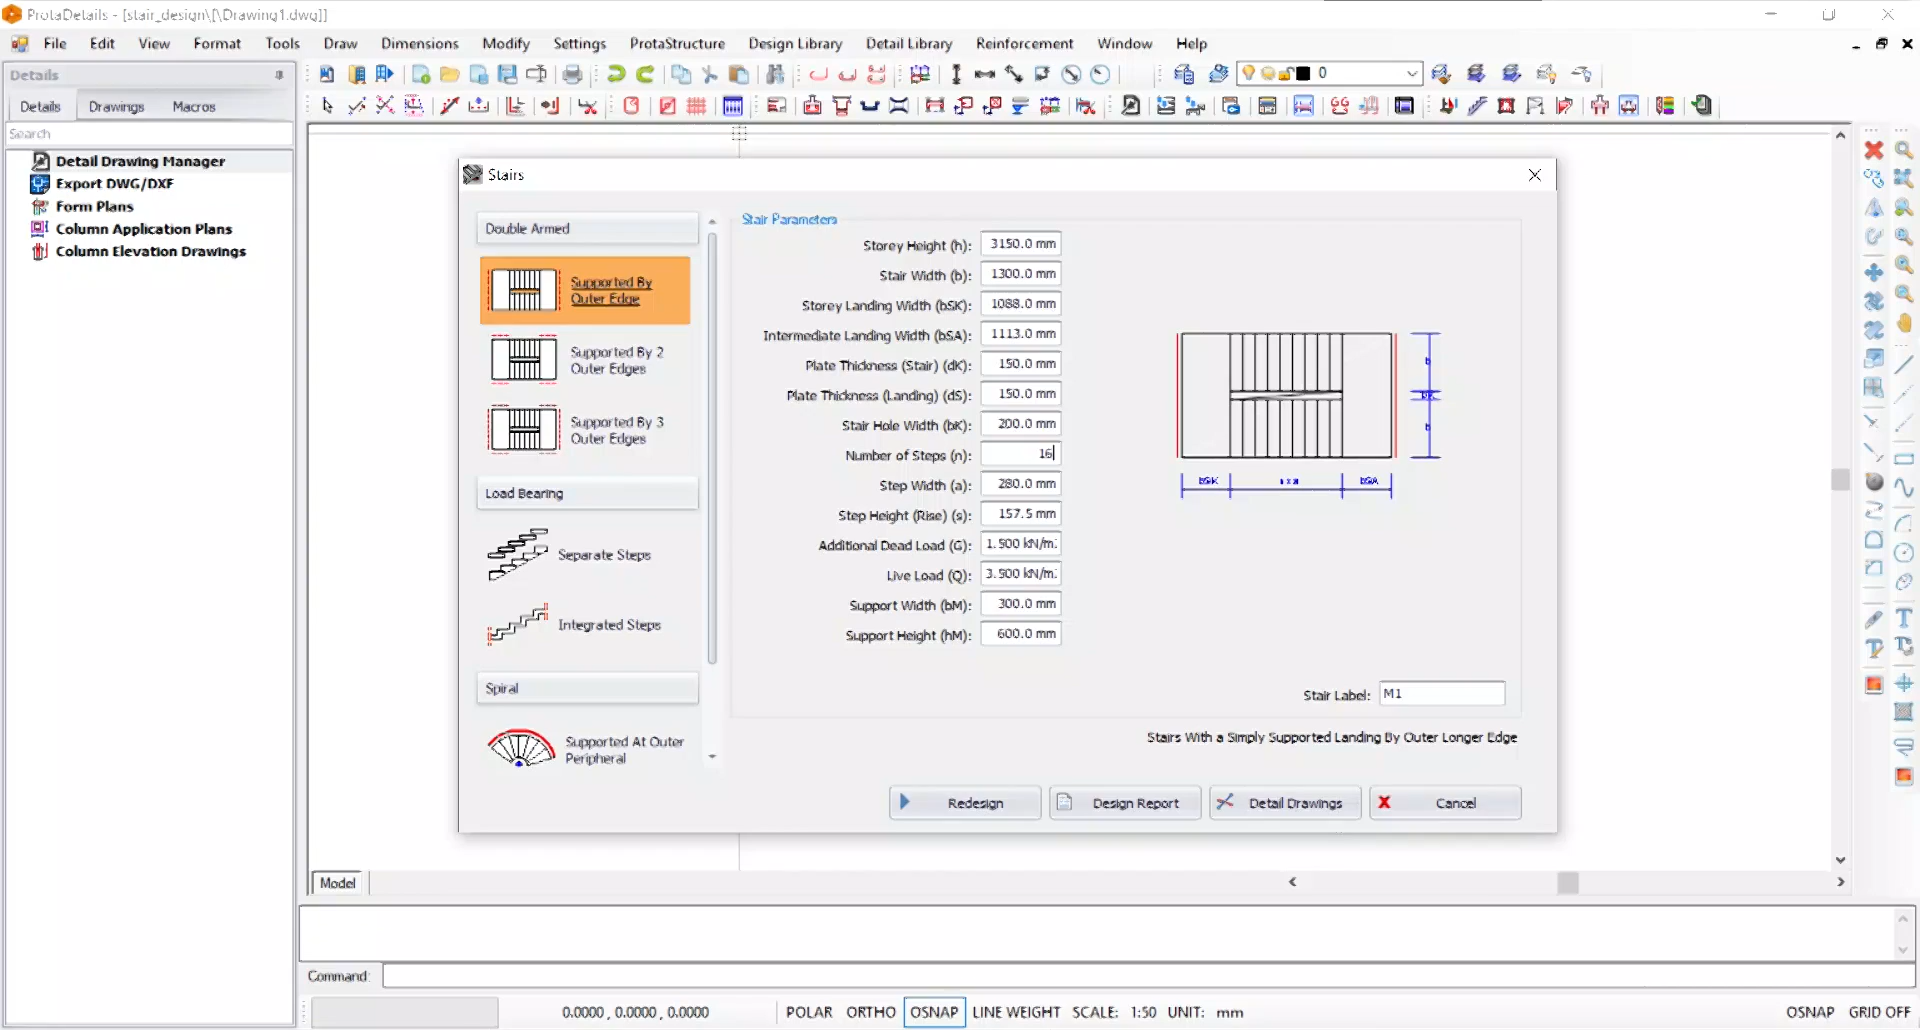 ProtaDetails - [stair_design\[\Drawing1.dwg]]
File Edit View Format Tools Draw Dimensions Modify Settings ProtaStructure Design Library Detail Library Reinforcement Window Help
Details
Details Drawings Macros
Search
Detail Drawing Manager
Export DWG/DXF
Form Plans
Column Application Plans
Column Elevation Drawings
0
Stairs
Double Armed
Supported By
Outer Edge
Supported By 2
Outer Edges
Supported By 3
Outer Edges
Load Bearing
Separate Steps
Integrated Steps
Spiral
Supported At Outer
Peripheral
Stair Parameters
Storey Height (h): 3150.0 mm
Stair Width (b): 1300.0 mm
Storey Landing Width (bSK): 1088.0 mm
Intermediate Landing Width (bSA): 1113.0 mm
Plate Thickness (Stair) (dK): 150.0 mm
Plate Thickness (Landing) (dS): 150.0 mm
Stair Hole Width (bK): 200.0 mm
Number of Steps (n): 16
Step Width (a): 280.0 mm
Step Height (Rise) (s): 157.5 mm
Additional Dead Load (G): 1.500 kN/m
Live Load (Q): 3.500 kN/m
Support Width (bM): 300.0 mm
Support Height (hM): 600.0 mm
b
b
bSK
bSA
Stair Label: M1
Stairs With a Simply Supported Landing By Outer Longer Edge
Redesign Design Report Detail Drawings Cancel
Model
Command:
0.0000 , 0.0000 , 0.0000 POLAR ORTHO OSNAP LINE WEIGHT SCALE: 1:50 UNIT: mm OSNAP GRID OFF